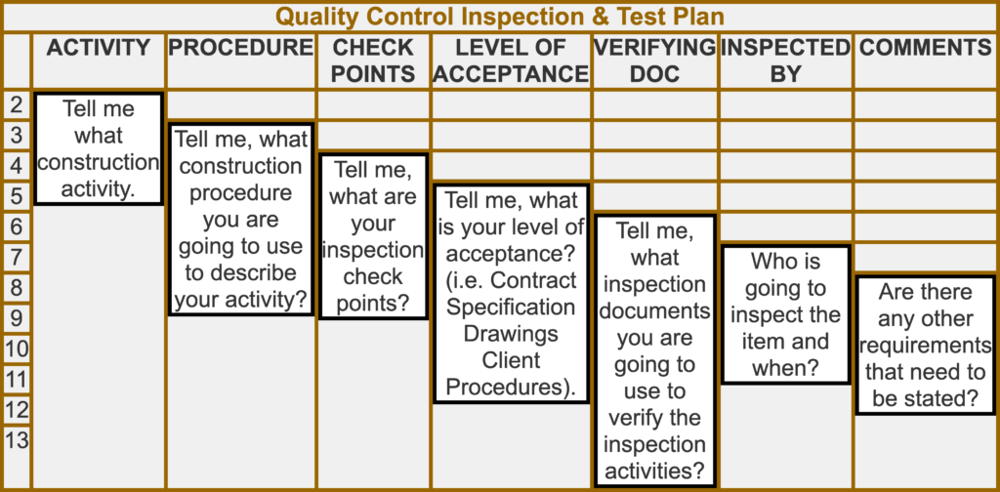 Quality Control Inspection & Test Plan
ACTIVITY
PROCEDURE
CHECK
POINTS
LEVEL OF
ACCEPTANCE
VERIFYING
DOC
INSPECTED
BY
COMMENTS
2
3
4
5
6
7
8
9
10
11
12
13
Tell me
what
construction
activity.
Tell me, what
construction
procedure
you are
going to use
to describe
your activity?
Tell me,
what are
your
inspection
check
points?
Tell me, what
is your level of
acceptance?
(i.e. Contract
Specification
Drawings
Client
Procedures).
Tell me,
what
inspection
documents
you are
going to
use to
verify the
inspection
activities?
Who is
going to
inspect the
item and
when?
Are there
any other
requirements
that need to
be stated?